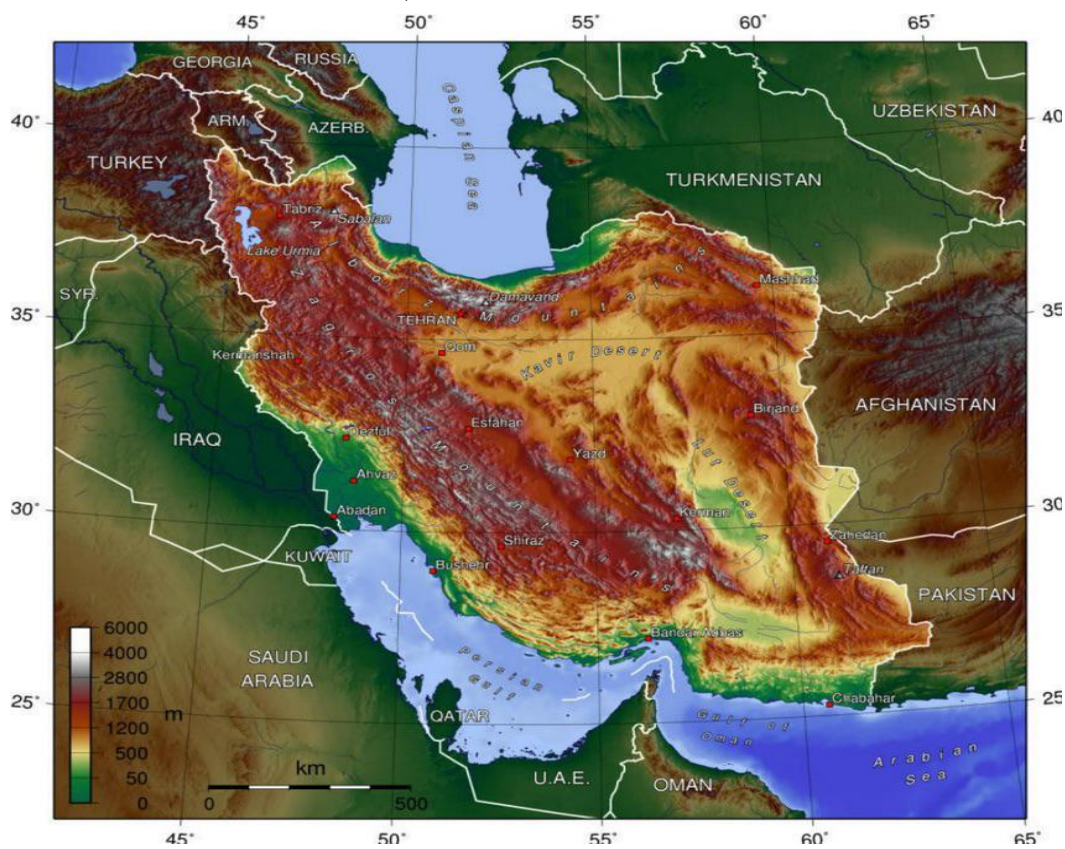 45
50
55
60
65
GEORGIA
RUSSIA
Caspian Sea
UZBEKISTAN
40°
ARM.
AZERB.
40
TURKEY
TURKMENISTAN
Tabriz
Sabalan
Lake Urmia
Alborz Mountains
Mashhad
SYR.
Damavand
35°
TEHRAN
35°
Qom
Kavir Desert
Kermanshah
Zagros Mountains
Birjand
AFGHANISTAN
Esfahan
IRAQ
Dezful
Yazd
Lut Desert
Ahvaz
30°
Abadan
Kerman
30
Zahedan
KUWAIT
Shiraz
Bushehr
Taftan
PAKISTAN
6000
4000
2800
1700
1200
500
50
0
m
SAUDI
ARABIA
Bandar Abbas
Persian
Gulf
25°
QATAR
Chabahar
25°
Gulf of
Oman
Arabian
Sea
km
0
500
U.A.E.
OMAN
45°
50°
55°
60°
65°